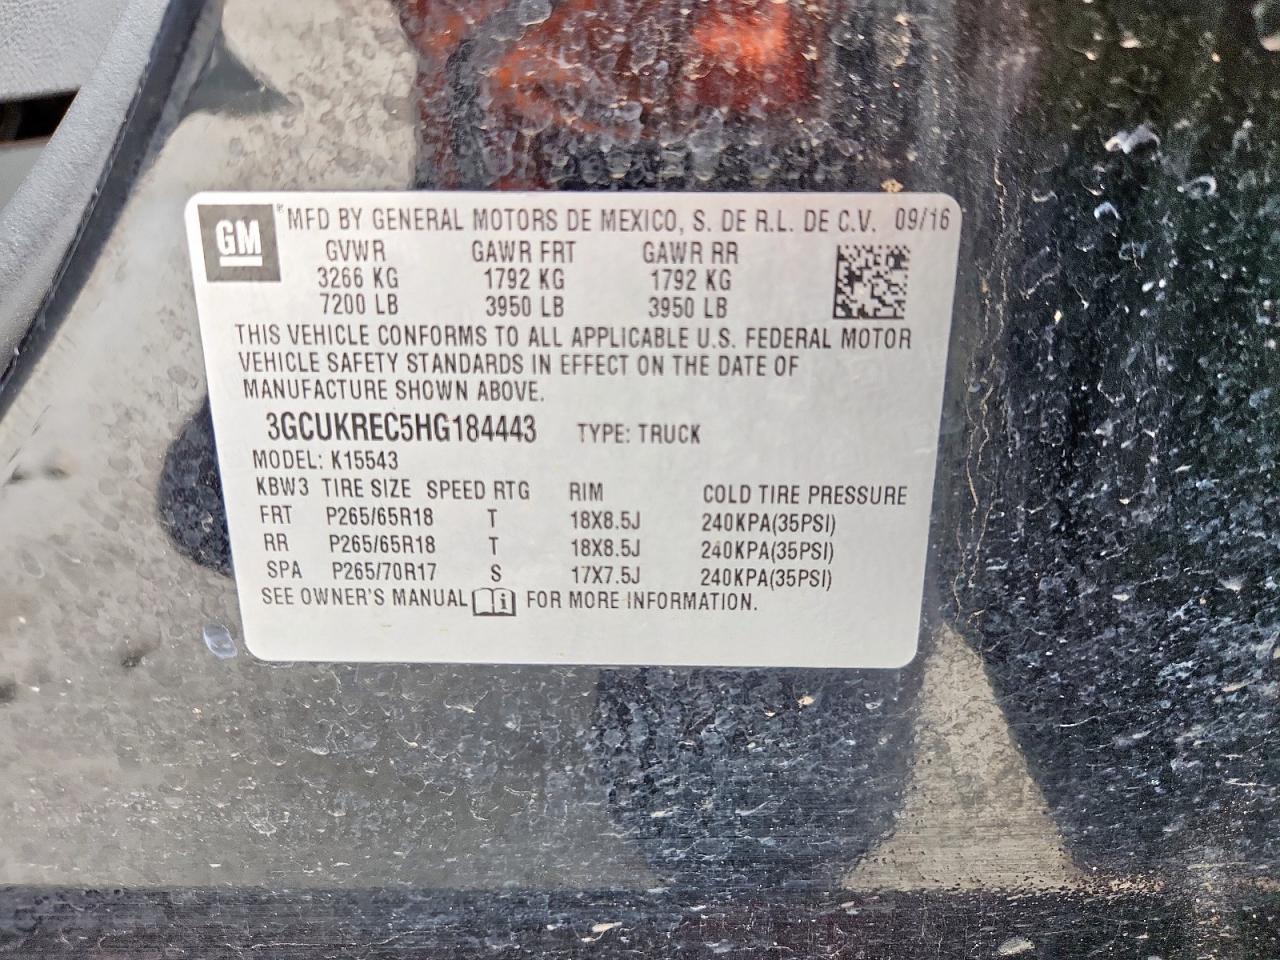 GM® MFD BY GENERAL MOTORS DE MEXICO, S. DE R.L. DE C.V. 09/16
GVWR GAWR FRT GAWR RR
3266 KG 1792 KG 1792 KG
7200 LB 3950 LB 3950 LB
THIS VEHICLE CONFORMS TO ALL APPLICABLE U.S. FEDERAL MOTOR
VEHICLE SAFETY STANDARDS IN EFFECT ON THE DATE OF
MANUFACTURE SHOWN ABOVE.
3GCUKREC5HG184443 TYPE: TRUCK
MODEL: K15543
KBW3 TIRE SIZE SPEED RTG RIM COLD TIRE PRESSURE
FRT P265/65R18 T 18X8.5J 240KPA(35PSI)
RR P265/65R18 T 18X8.5J 240KPA(35PSI)
SPA P265/70R17 S 17X7.5J 240KPA(35PSI)
SEE OWNER'S MANUAL FOR MORE INFORMATION.